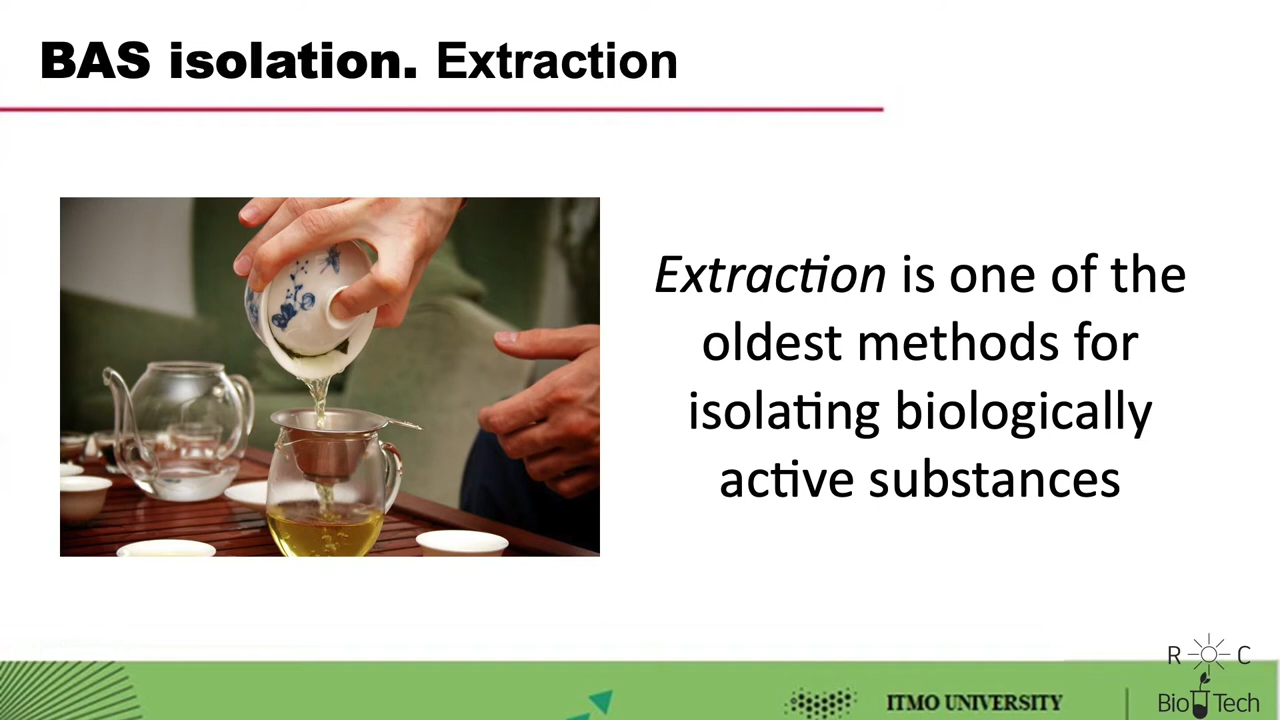 BAS isolation. Extraction
Extraction is one of the
oldest methods for
isolating biologically
active substances
ITMO UNIVERSITY
R C
Bio Tech